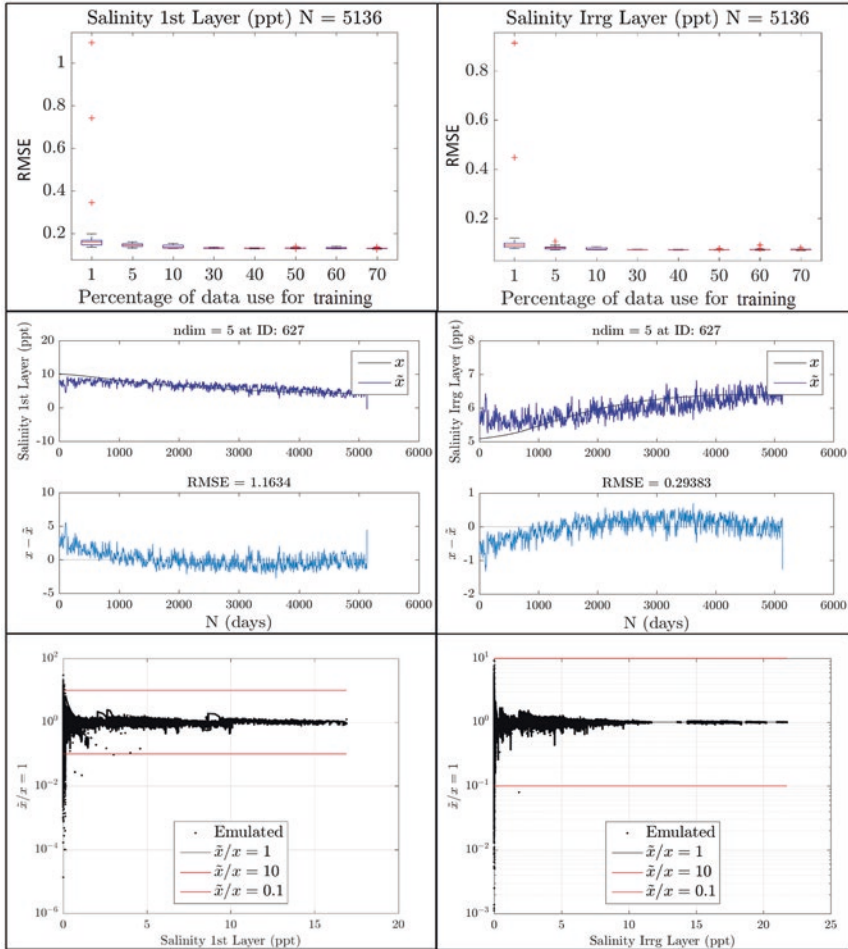 Salinity 1st Layer (ppt) N = 5136
1
0.8
0.6
0.4
0.2
RMSE
1 5 10 30 40 50 60 70
Percentage of data use for training
Salinity Irrg Layer (ppt) N = 5136
0.8
0.6
0.4
0.2
RMSE
1 5 10 30 40 50 60 70
Percentage of data use for training
ndim = 5 at ID: 627
Salinity 1st Layer (ppt)
20
10
0
-10
x
x̃
0 1000 2000 3000 4000 5000 6000
RMSE = 1.1634
x − x̃
10
5
0
-5
0 1000 2000 3000 4000 5000 6000
N (days)
ndim = 5 at ID: 627
Salinity Irrg Layer (ppt)
8
7
6
5
x
x̃
0 1000 2000 3000 4000 5000 6000
RMSE = 0.29383
x − x̃
1
0
-1
-2
0 1000 2000 3000 4000 5000 6000
N (days)
10²
10⁰
10⁻²
10⁻⁴
10⁻⁶
x̃/x = 1
Emulated
x̃/x = 1
x̃/x = 10
x̃/x = 0.1
0 5 10 15 20
Salinity 1st Layer (ppt)
10¹
10⁰
10⁻¹
10⁻²
10⁻³
x̃/x = 1
Emulated
x̃/x = 1
x̃/x = 10
x̃/x = 0.1
0 5 10 15 20 25
Salinity Irrg Layer (ppt)